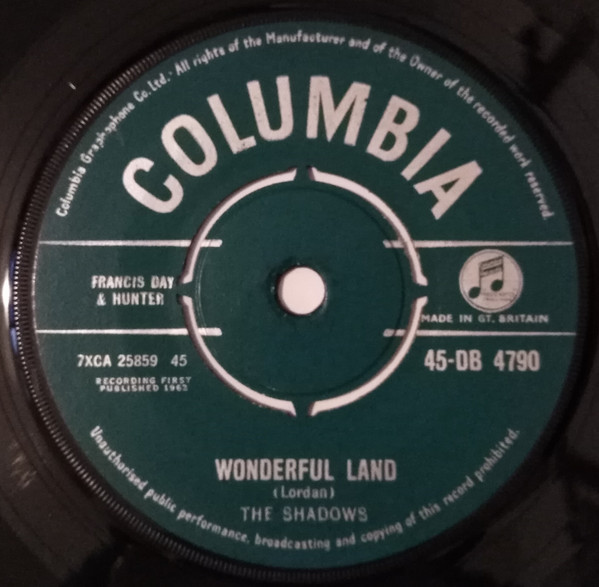 Columbia Graphophone Co. Ltd.· All rights of the Manufacturer and of the Owner of the recorded work reserved.
COLUMBIA
FRANCIS DAY
& HUNTER
MADE IN GT. BRITAIN
7XCA 25859 45
45-DB 4790
RECORDING FIRST
PUBLISHED 1962
WONDERFUL LAND
(Lordan)
THE SHADOWS
Unauthorised public performance, broadcasting and copying of this record prohibited.